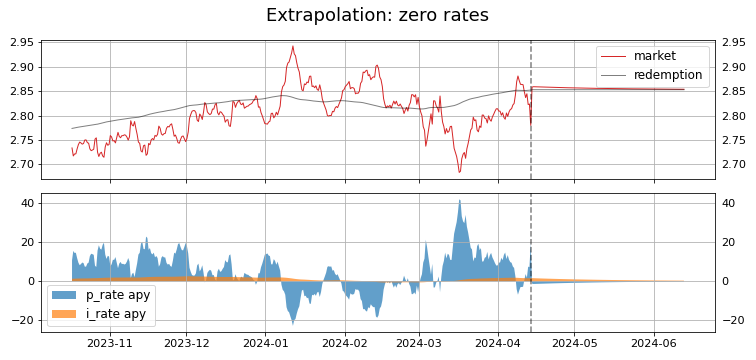 Extrapolation: zero rates
2.95 2.95
2.90 2.90
2.85 2.85
2.80 2.80
2.75 2.75
2.70 2.70
market
redemption
40 40
20 20
0 0
−20 −20
p_rate apy
i_rate apy
2023-11 2023-12 2024-01 2024-02 2024-03 2024-04 2024-05 2024-06